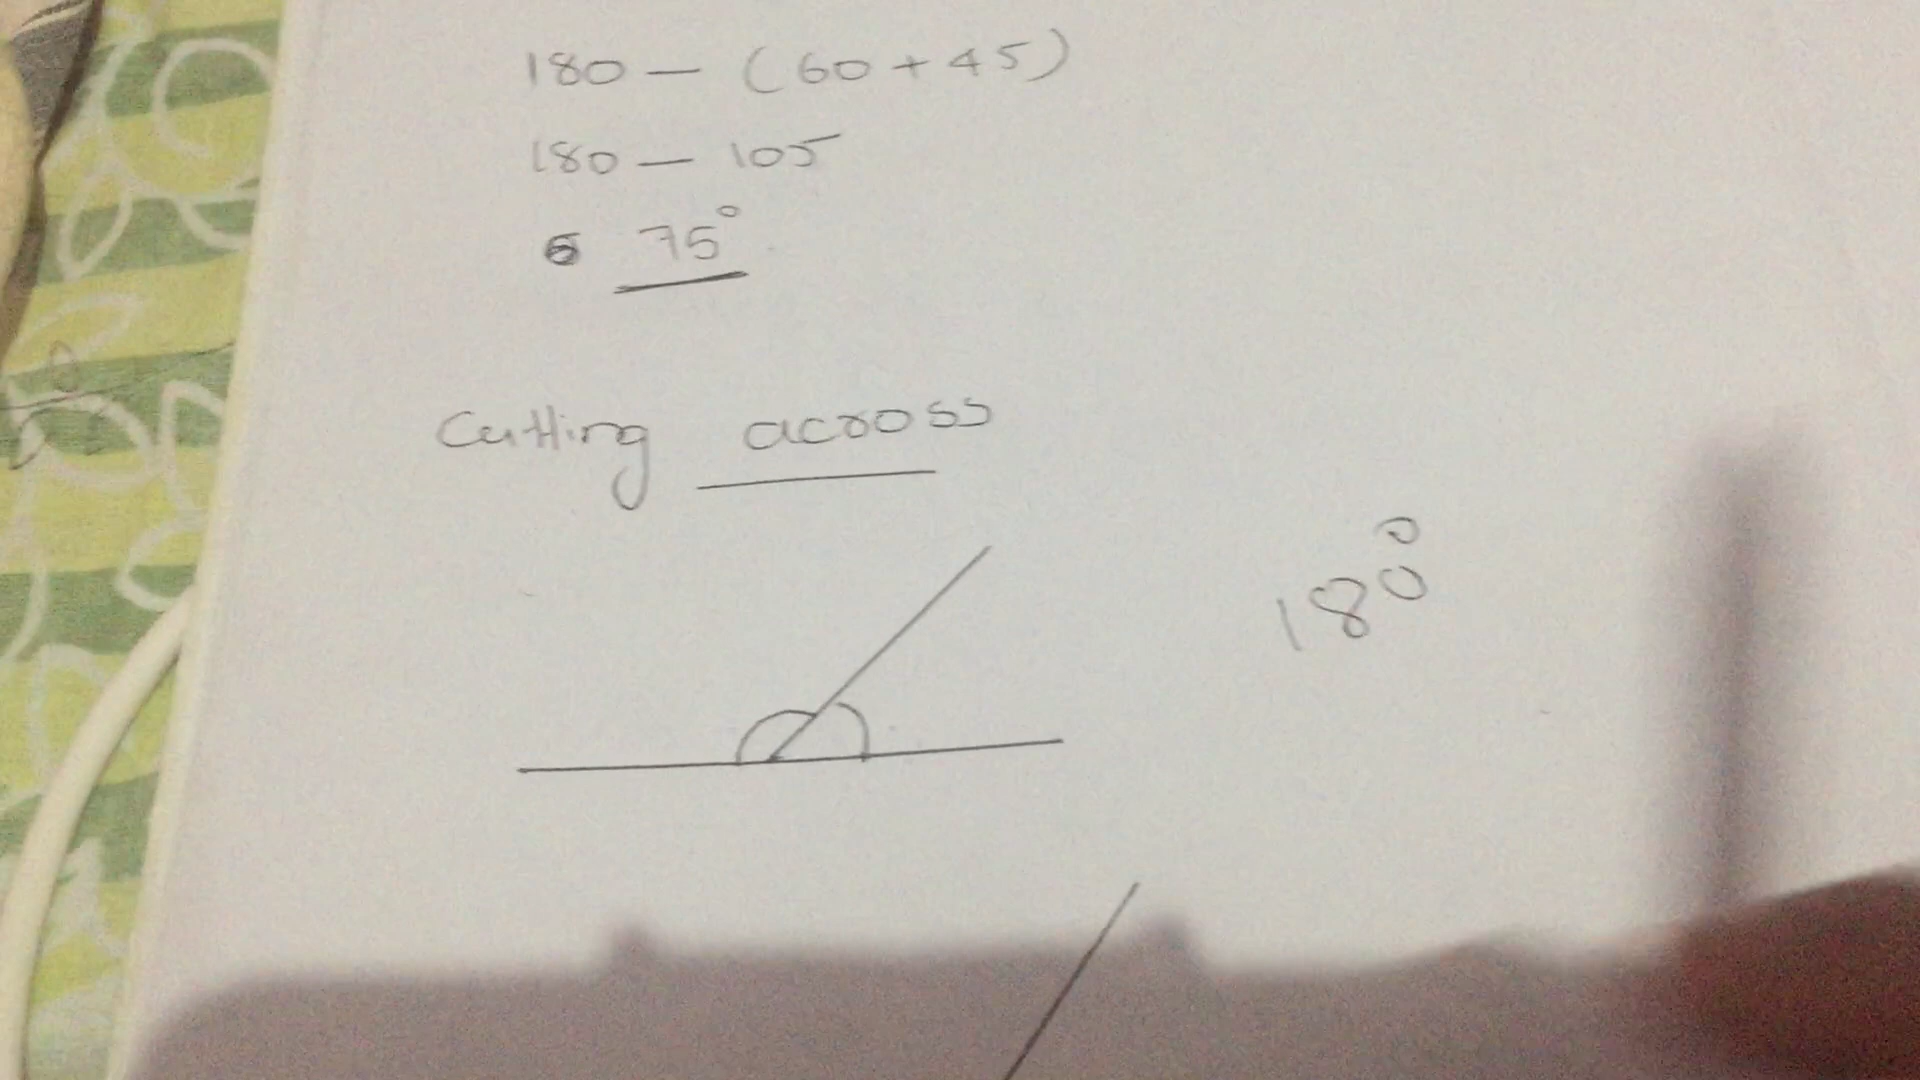 180 — (60 + 45)
180 — 105
75°
Cutting across
180°